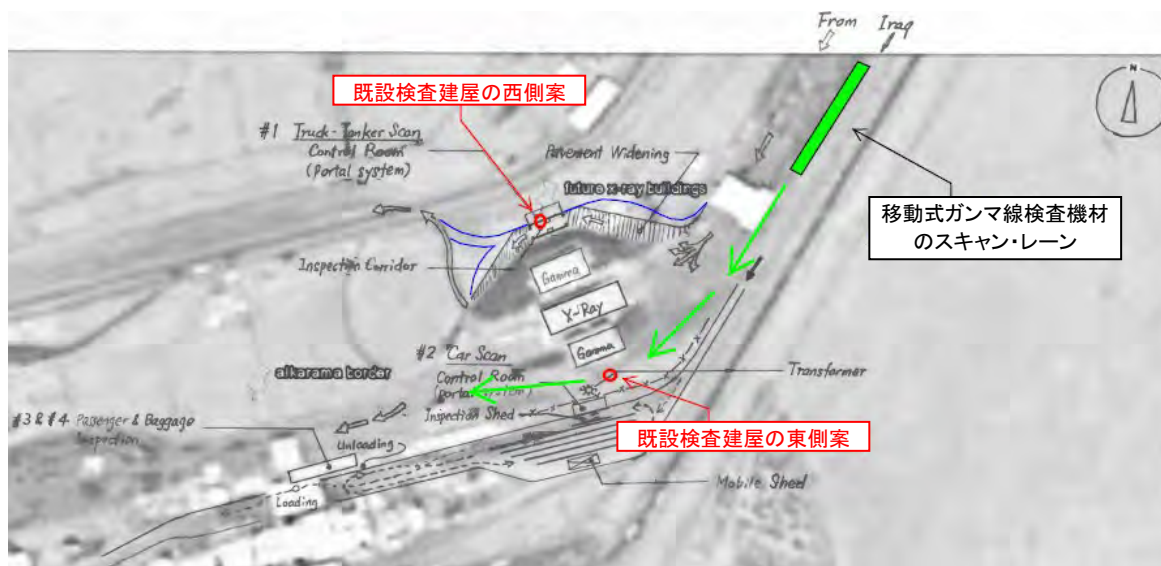 From Iraq
N
既設検査建屋の西側案
#1 Truck-Tanker Scan
Control Room
(Portal system)
Pavement Widening
future x-ray buildings
移動式ガンマ線検査機材
のスキャン・レーン
Inspection Corridor
Gamma
X-Ray
Gamma
#2 Car Scan
Control Room
alkarama border
Transformer
Inspection Shed
#3 & #4 Passenger & Baggage
Inspection
Unloading
既設検査建屋の東側案
Loading
Mobile Shed